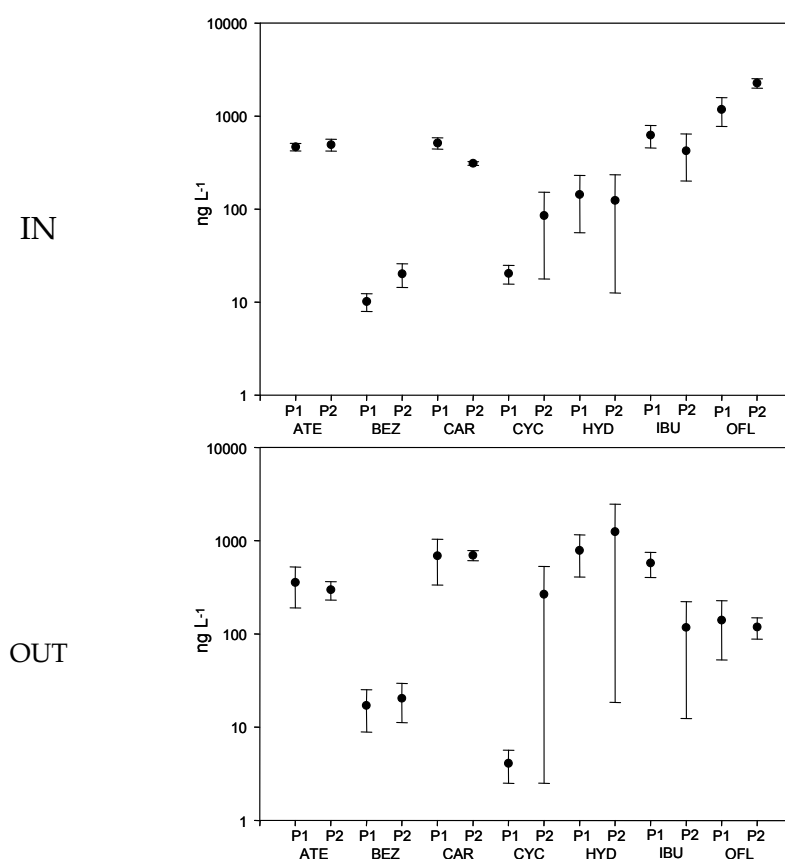 IN
ng L-1
10000
1000
100
10
1
P1 P2 P1 P2 P1 P2 P1 P2 P1 P2 P1 P2 P1 P2
ATE BEZ CAR CYC HYD IBU OFL
OUT
ng L-1
10000
1000
100
10
1
P1 P2 P1 P2 P1 P2 P1 P2 P1 P2 P1 P2 P1 P2
ATE BEZ CAR CYC HYD IBU OFL